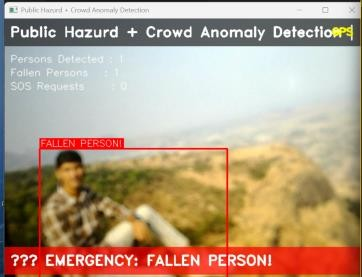 Public Hazurd + Crowd Anomaly Detection
Public Hazurd + Crowd Anomaly Detection
Persons Detected : 1
Fallen Persons : 1
SOS Requests : 0
FALLEN PERSON!
??? EMERGENCY: FALLEN PERSON!